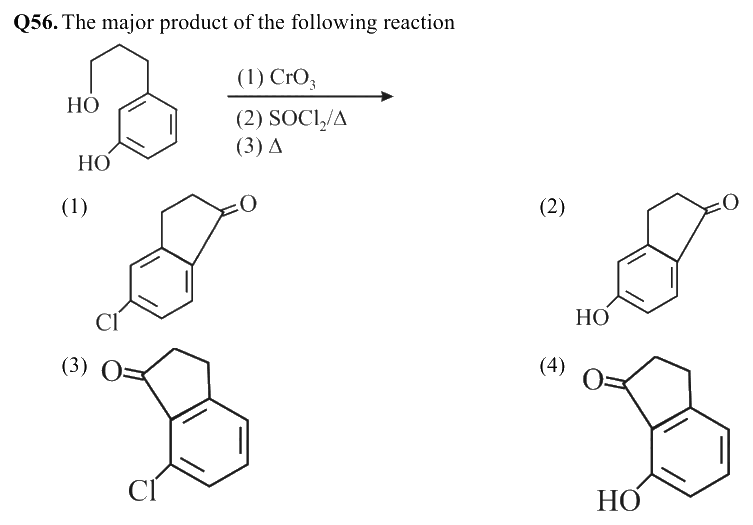 Q56. The major product of the following reaction
(1) CrO₃
HO
(2) SOCl₂/Δ
(3) Δ
HO
(1)
O
Cl
(2)
O
HO
(3)
O
Cl
(4)
O
HO